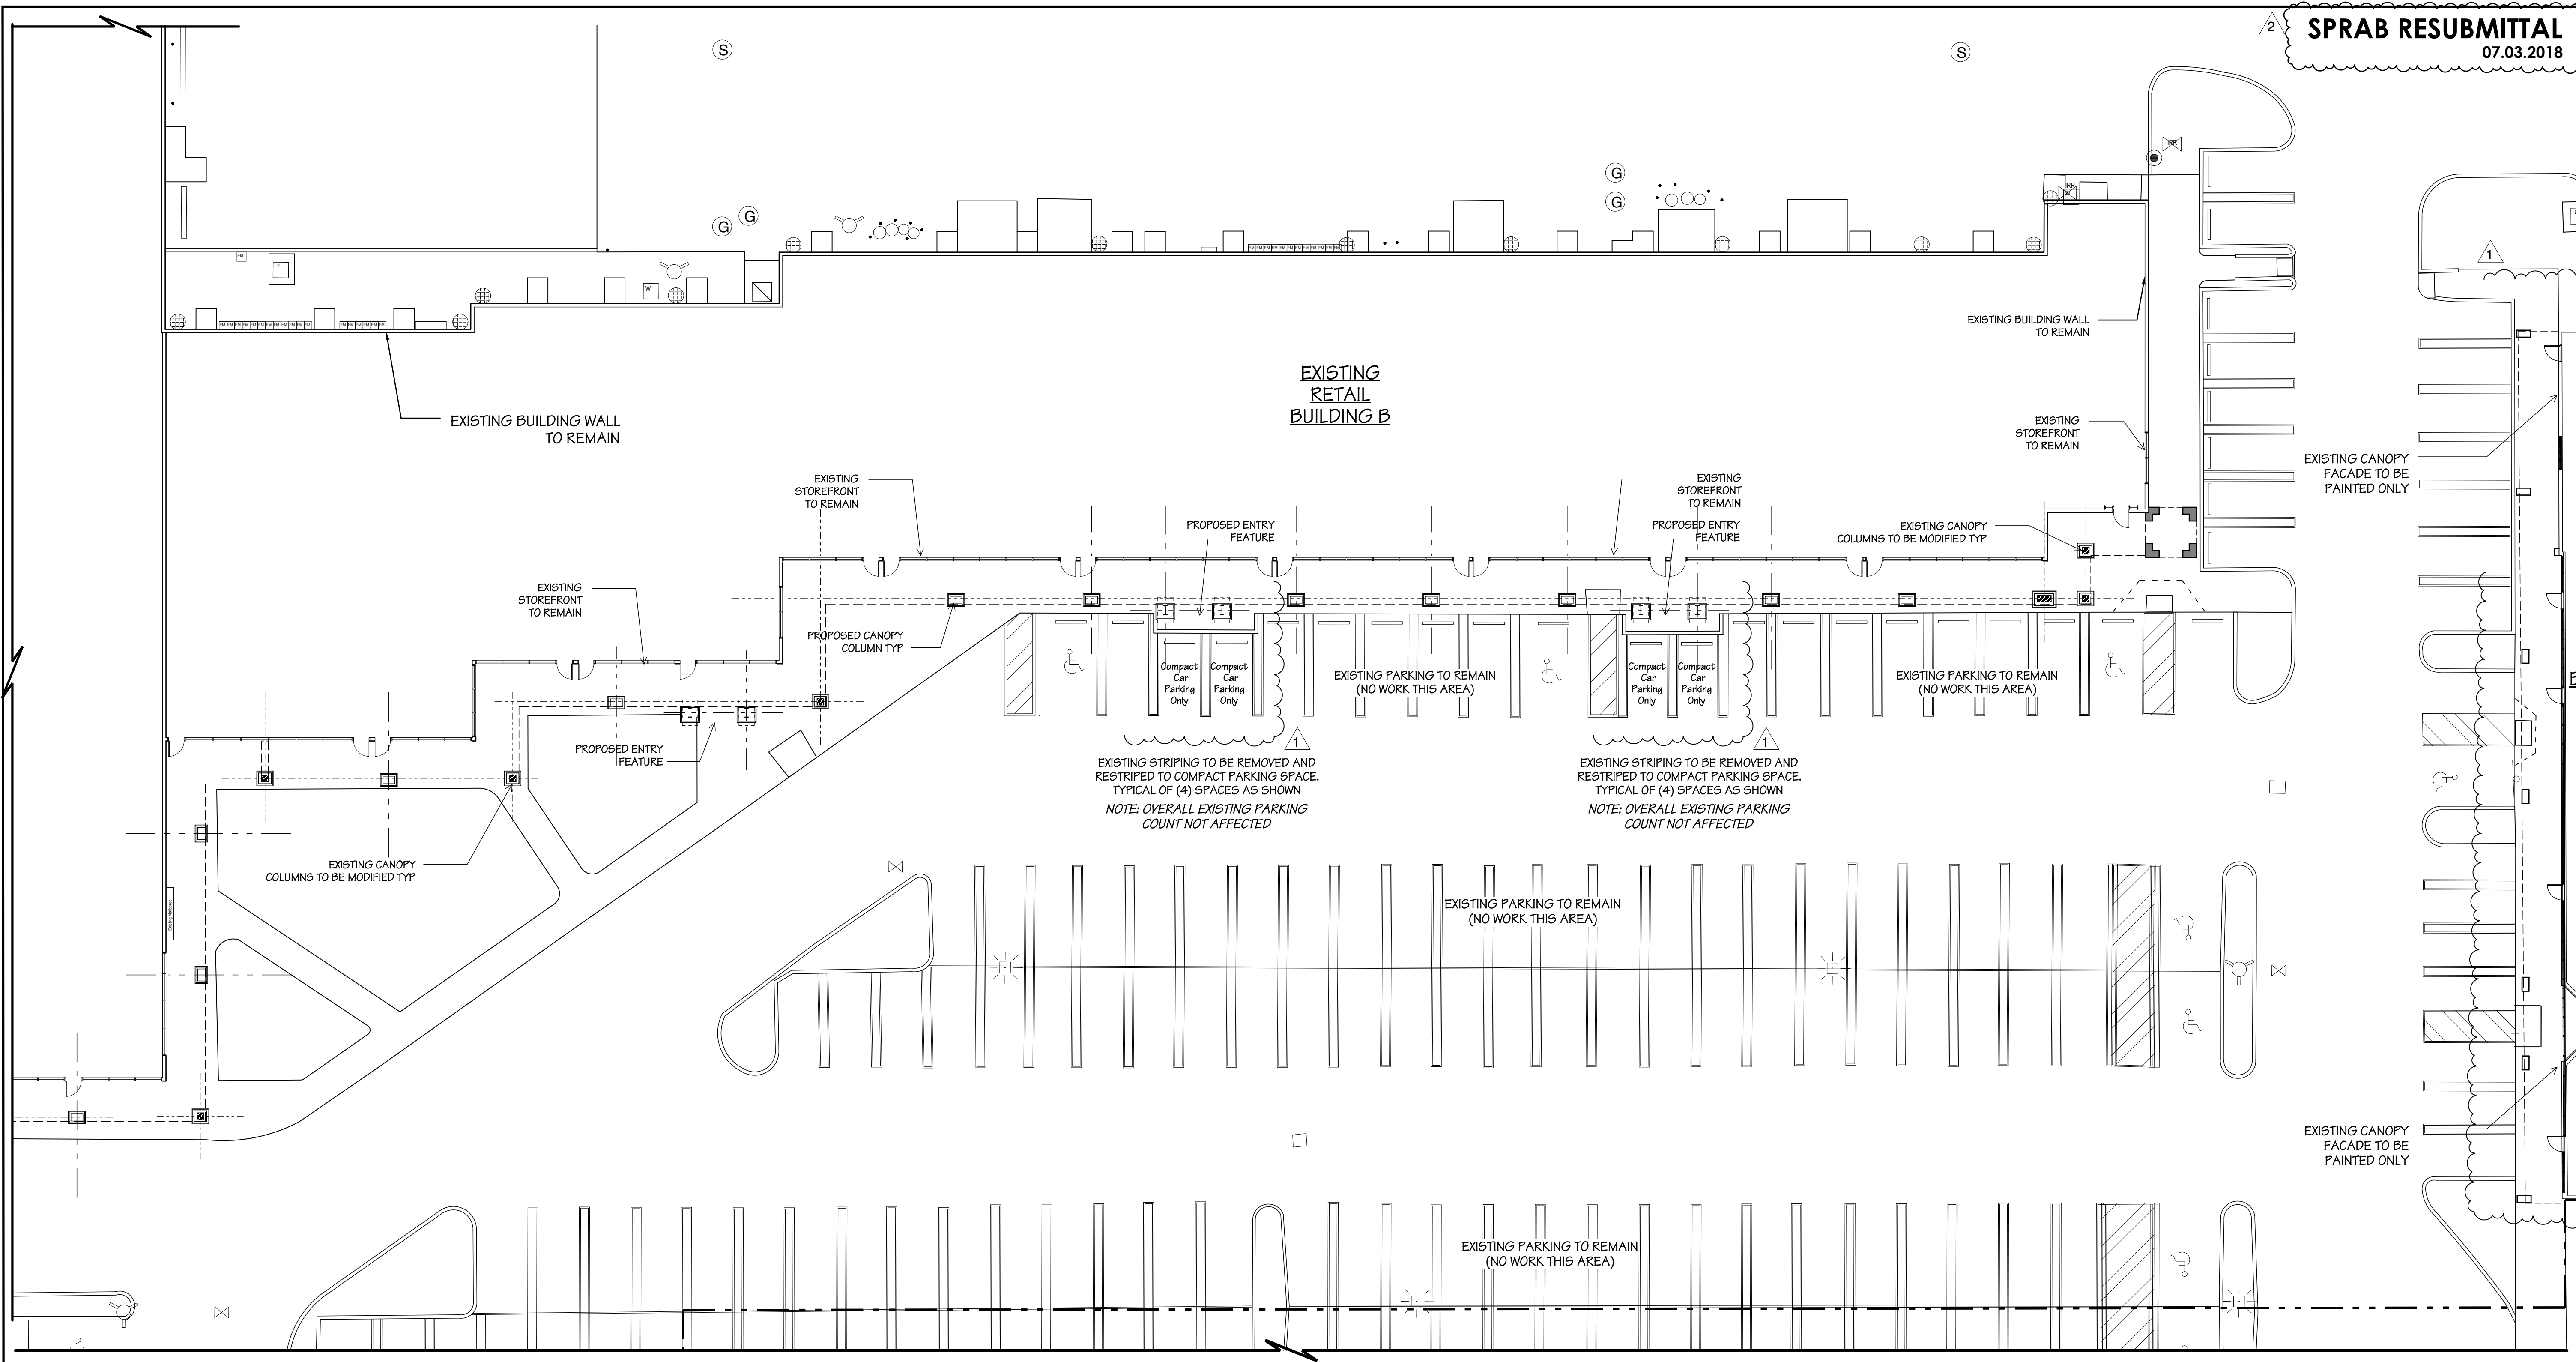 2
SPRAB RESUBMITTAL
07.03.2018
S
S
G
G
G
G
1
EM
E
W
EXISTING BUILDING WALL
TO REMAIN
EXISTING
RETAIL
BUILDING B
EXISTING BUILDING WALL
TO REMAIN
EXISTING
STOREFRONT
TO REMAIN
EXISTING CANOPY
FACADE TO BE
PAINTED ONLY
EXISTING
STOREFRONT
TO REMAIN
EXISTING
STOREFRONT
TO REMAIN
PROPOSED ENTRY
FEATURE
PROPOSED ENTRY
FEATURE
EXISTING CANOPY
COLUMNS TO BE MODIFIED TYP
EXISTING
STOREFRONT
TO REMAIN
PROPOSED CANOPY
COLUMN TYP
Compact
Car
Parking
Only
Compact
Car
Parking
Only
EXISTING PARKING TO REMAIN
(NO WORK THIS AREA)
Compact
Car
Parking
Only
Compact
Car
Parking
Only
EXISTING PARKING TO REMAIN
(NO WORK THIS AREA)
PROPOSED ENTRY
FEATURE
1
1
EXISTING STRIPING TO BE REMOVED AND
RESTRIPED TO COMPACT PARKING SPACE.
TYPICAL OF (4) SPACES AS SHOWN
NOTE: OVERALL EXISTING PARKING
COUNT NOT AFFECTED
EXISTING STRIPING TO BE REMOVED AND
RESTRIPED TO COMPACT PARKING SPACE.
TYPICAL OF (4) SPACES AS SHOWN
NOTE: OVERALL EXISTING PARKING
COUNT NOT AFFECTED
EXISTING CANOPY
COLUMNS TO BE MODIFIED TYP
Existing Mailboxes
EXISTING PARKING TO REMAIN
(NO WORK THIS AREA)
EXISTING CANOPY
FACADE TO BE
PAINTED ONLY
EXISTING PARKING TO REMAIN
(NO WORK THIS AREA)